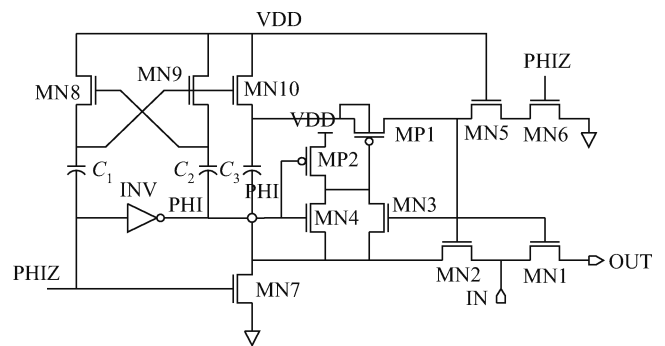 VDD
MN8
MN9
MN10
PHIZ
VDD
MP1
MN5
MN6
C₁
C₂
C₃
MP2
INV
PHI
PHI
MN4
MN3
PHIZ
MN7
MN2
MN1
OUT
IN